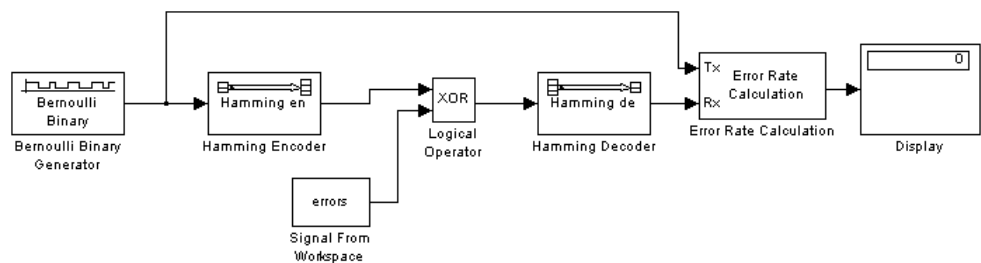 Bernoulli
Binary
Bernoulli Binary
Generator
Hamming en
Hamming Encoder
XOR
Logical
Operator
errors
Signal From
Workspace
Hamming de
Hamming Decoder
Tx
Rx
Error Rate
Calculation
Error Rate Calculation
0
Display